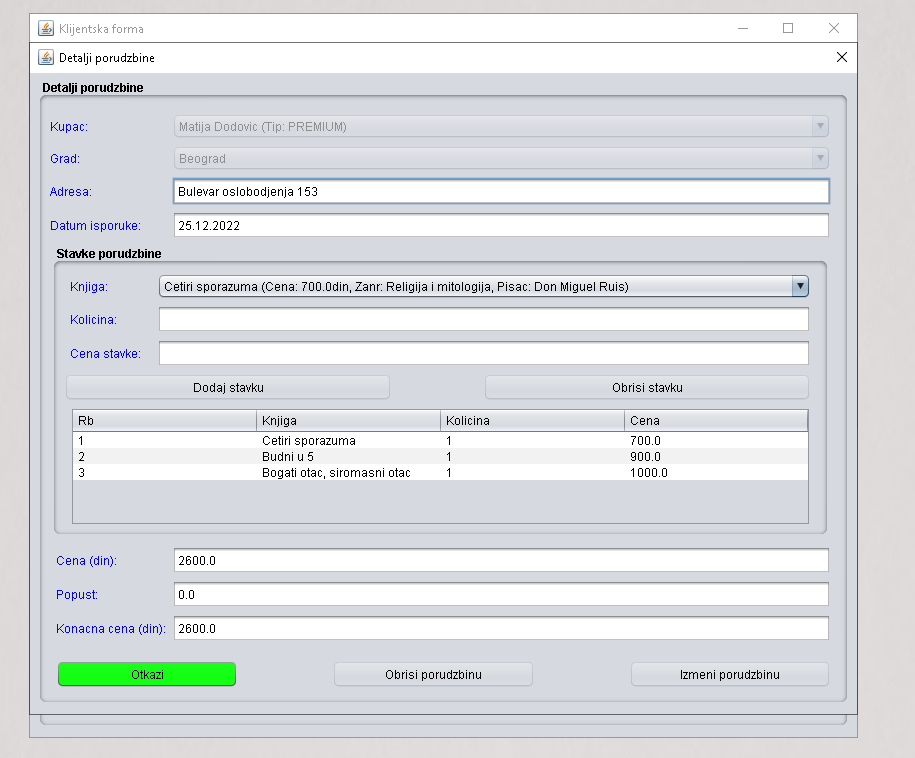 Klijentska forma
Detalji porudzbine
Detalji porudzbine
Kupac: Matija Dodovic (Tip: PREMIUM)
Grad: Beograd
Adresa: Bulevar oslobodjenja 153
Datum isporuke: 25.12.2022
Stavke porudzbine
Knjiga: Cetiri sporazuma (Cena: 700.0din, Zanr: Religija i mitologija, Pisac: Don Miguel Ruis)
Kolicina:
Cena stavke:
Dodaj stavku Obrisi stavku
Rb Knjiga Kolicina Cena
1 Cetiri sporazuma 1 700.0
2 Budni u 5 1 900.0
3 Bogati otac, siromasni otac 1 1000.0
Cena (din): 2600.0
Popust: 0.0
Konacna cena (din): 2600.0
Otkazi Obrisi porudzbinu Izmeni porudzbinu